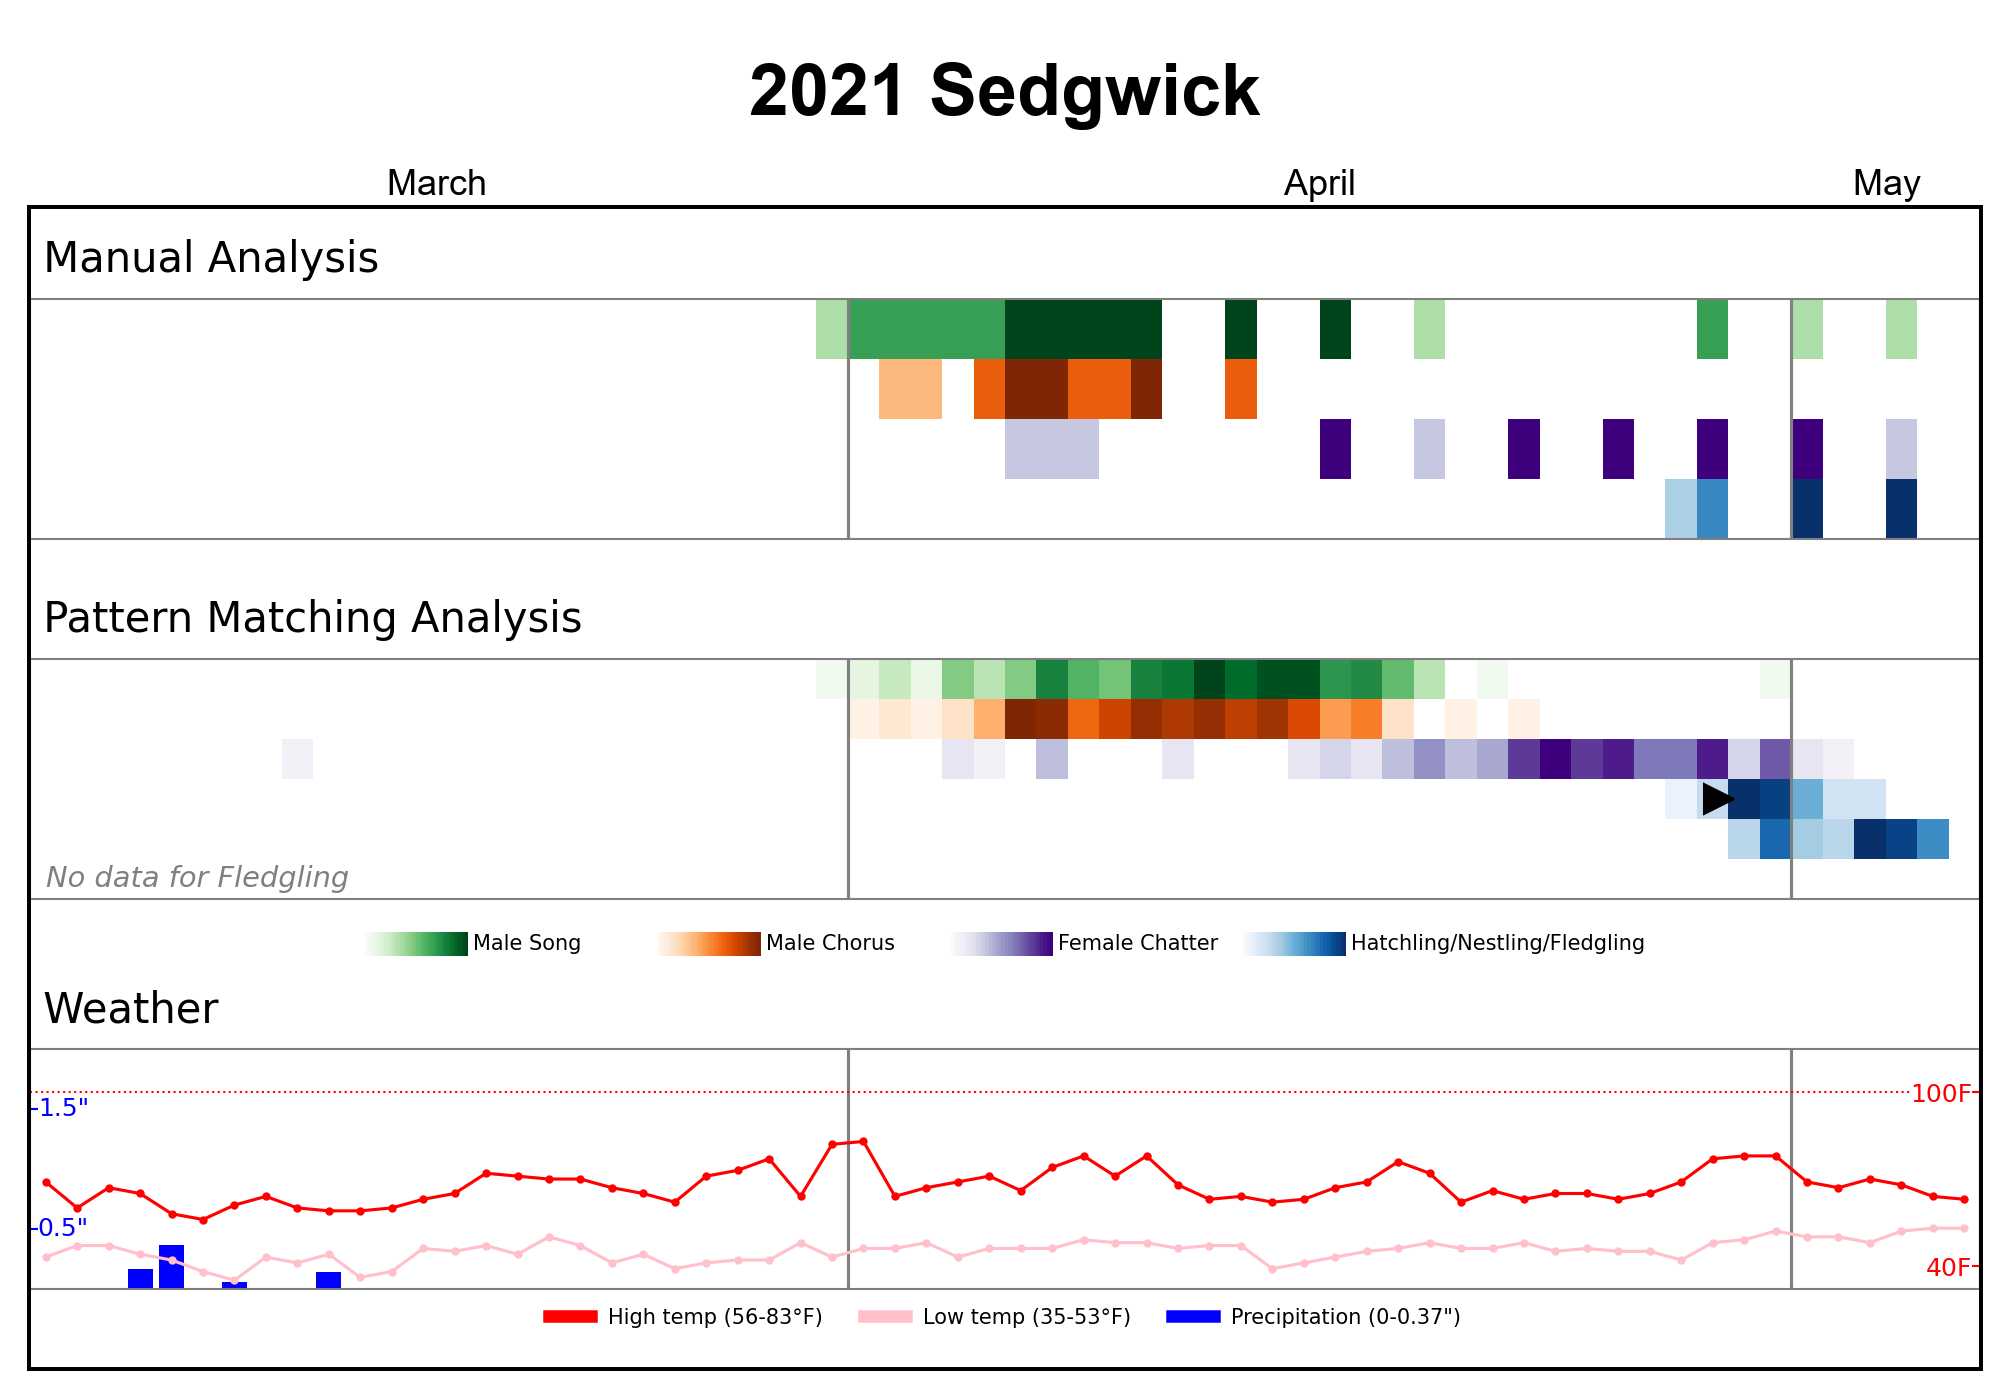 2021 Sedgwick
March April May
Manual Analysis
Pattern Matching Analysis
No data for Fledgling
Male Song Male Chorus Female Chatter Hatchling/Nestling/Fledgling
Weather
100F
1.5"
0.5"
40F
High temp (56-83°F) Low temp (35-53°F) Precipitation (0-0.37")